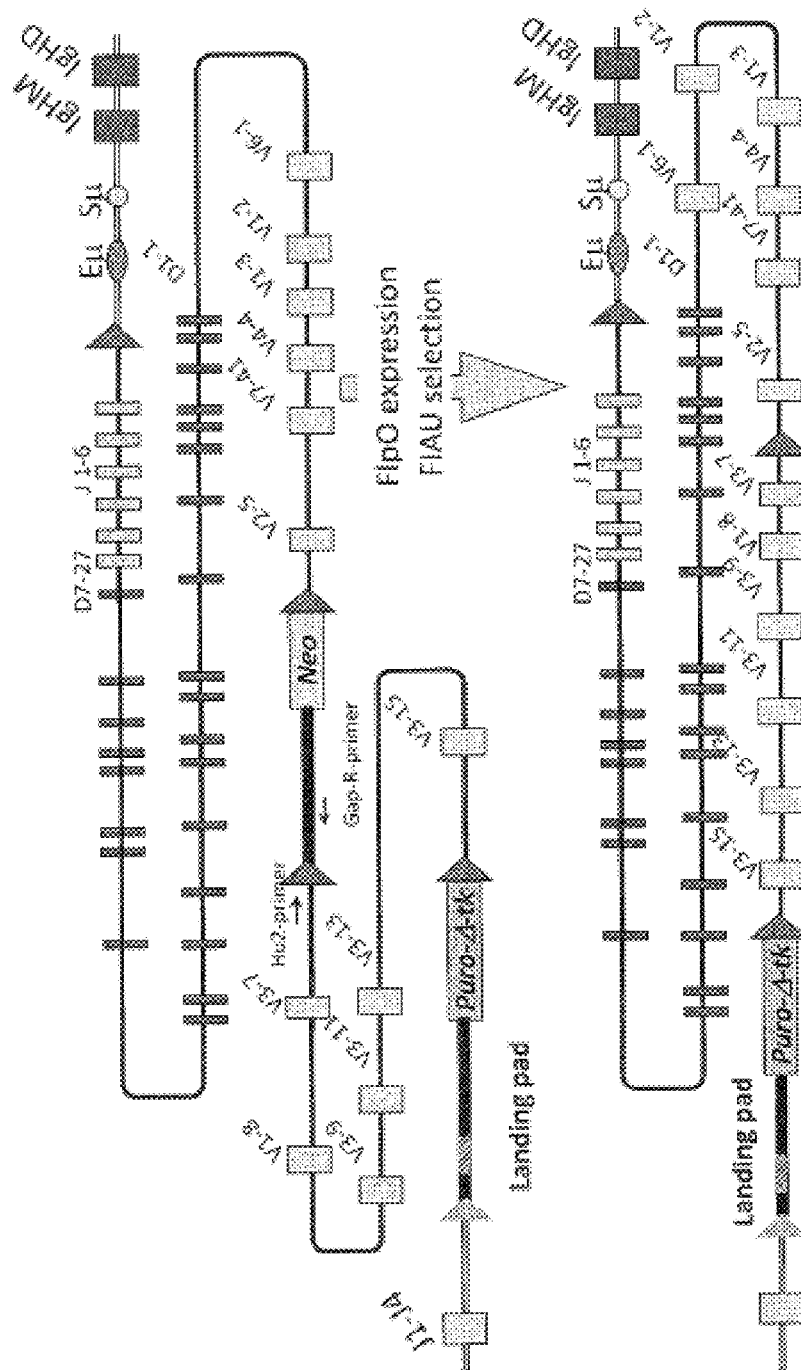 D7-27
J 1-6
Eμ
Sμ
IgHM
IgHD
D1-1
V6-1
V1-2
V1-3
V4-4
V7-41
V2-5
Neo
Gap-R-primer
Hu2-primer
V3-7
V1-8
V3-9
V3-11
V3-13
V3-15
Puro-Δ-tk
Landing pad
J1-J4
FlpO expression
FIAU selection
D7-27
J 1-6
Eμ
Sμ
IgHM
IgHD
D1-1
V6-1
V1-2
V1-3
V4-4
V7-41
V2-5
V3-7
V1-8
V3-9
V3-11
V3-13
V3-15
Puro-Δ-tk
Landing pad